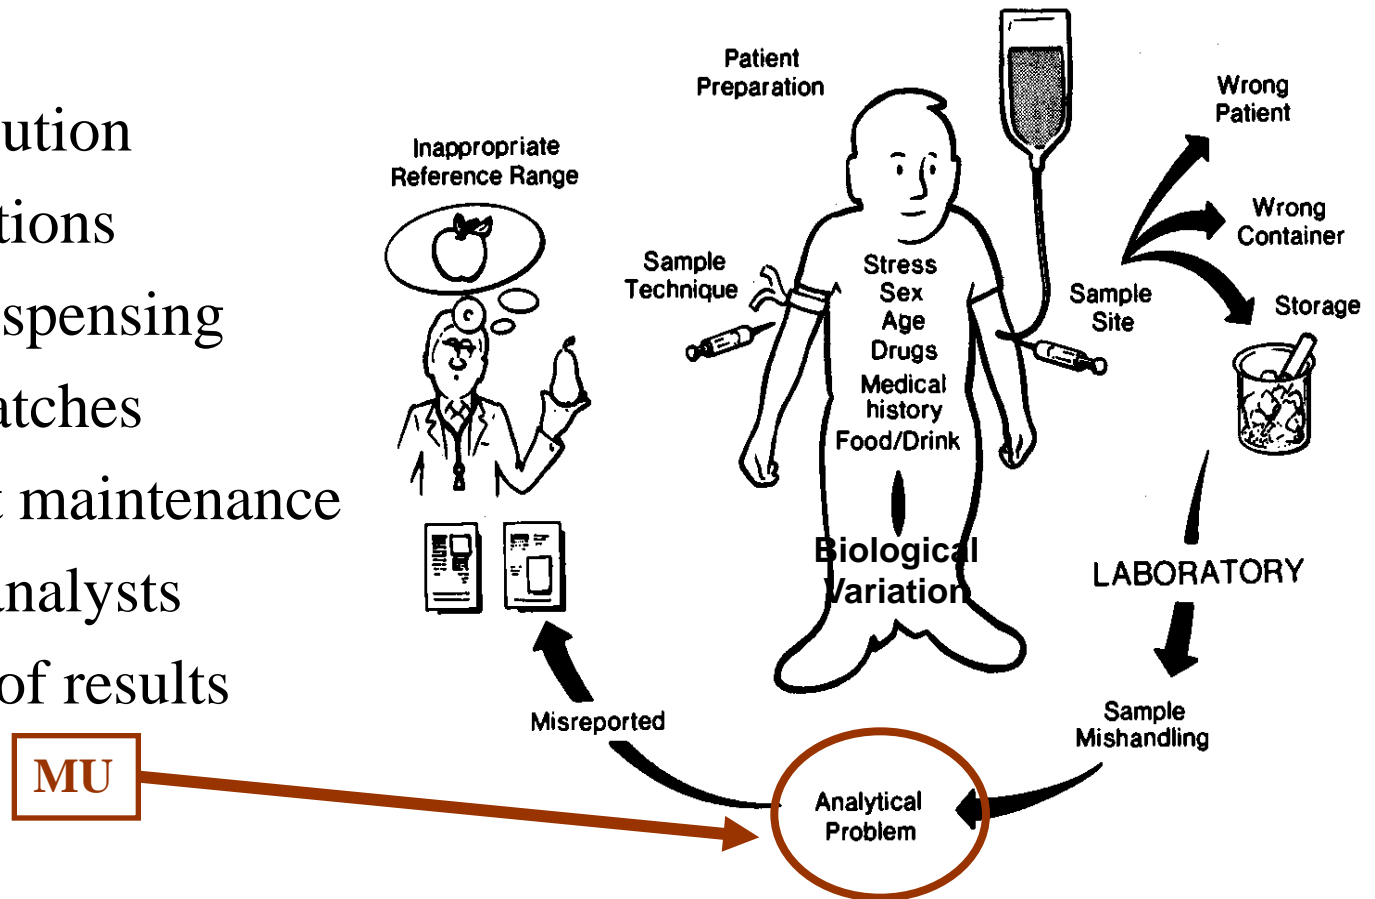 ution
tions
spensing
atches
t maintenance
analysts
of results
MU
Inappropriate
Reference Range
Patient
Preparation
Sample
Technique
Stress
Sex
Age
Drugs
Medical
history
Food/Drink
Biological
Variation
Sample
Site
Wrong
Patient
Wrong
Container
Storage
LABORATORY
Sample
Mishandling
Analytical
Problem
Misreported